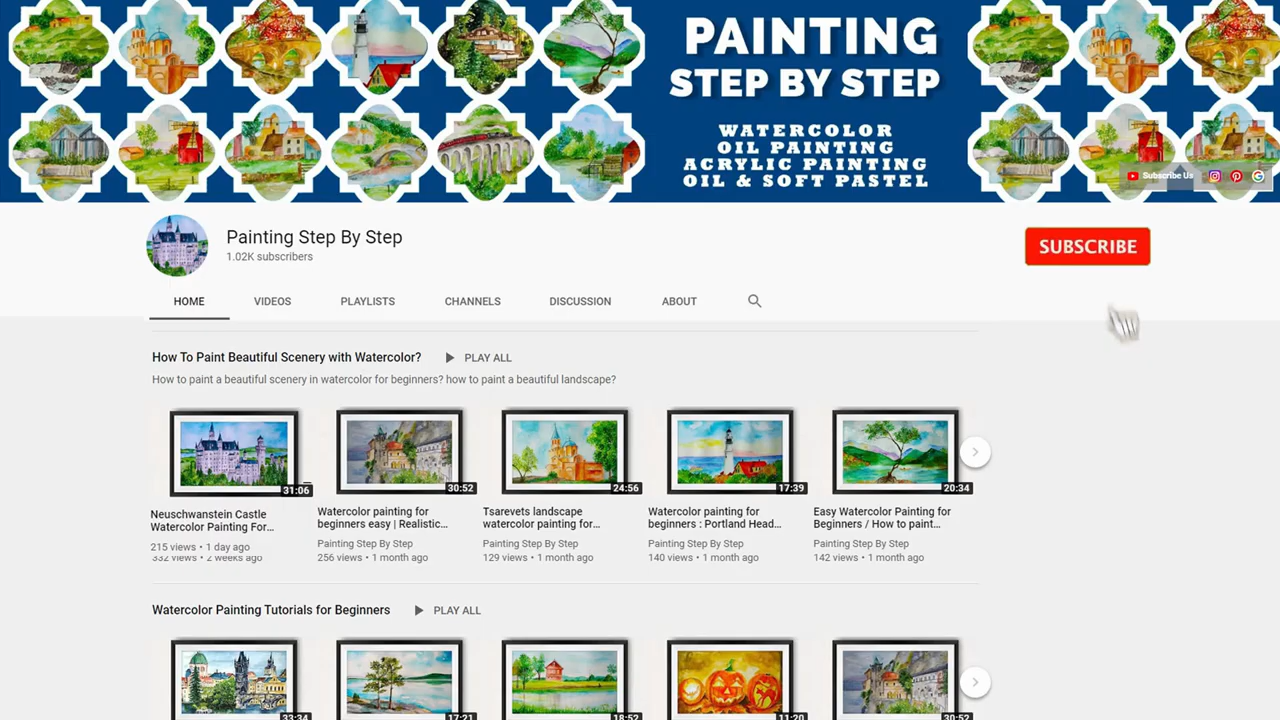 PAINTING
STEP BY STEP
WATERCOLOR
OIL PAINTING
ACRYLIC PAINTING
OIL & SOFT PASTEL
Subscribe Us
Painting Step By Step
1.02K subscribers
SUBSCRIBE
HOME VIDEOS PLAYLISTS CHANNELS DISCUSSION ABOUT
How To Paint Beautiful Scenery with Watercolor? PLAY ALL
How to paint a beautiful scenery in watercolor for beginners? how to paint a beautiful landscape?
31:06 30:52 24:56 17:39 20:34
Neuschwanstein Castle
Watercolor Painting For...
215 views • 1 day ago
332 views • 2 weeks ago
Watercolor painting for
beginners easy | Realistic...
Painting Step By Step
256 views • 1 month ago
Tsarevets landscape
watercolor painting for...
Painting Step By Step
129 views • 1 month ago
Watercolor painting for
beginners : Portland Head...
Painting Step By Step
140 views • 1 month ago
Easy Watercolor Painting for
Beginners / How to paint...
Painting Step By Step
142 views • 1 month ago
Watercolor Painting Tutorials for Beginners PLAY ALL
33:34 17:21 18:52 11:20 30:52